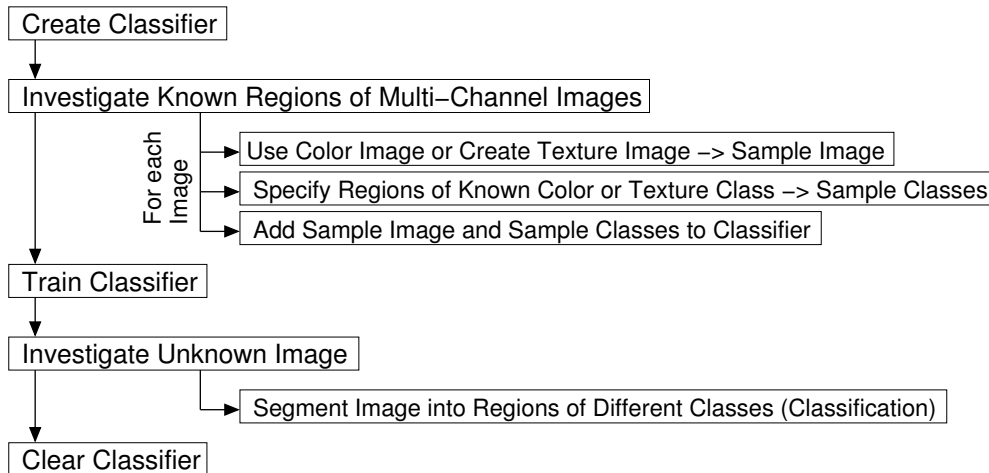 Create Classifier
Investigate Known Regions of Multi−Channel Images
For each
Image
Use Color Image or Create Texture Image −> Sample Image
Specify Regions of Known Color or Texture Class −> Sample Classes
Add Sample Image and Sample Classes to Classifier
Train Classifier
Investigate Unknown Image
Segment Image into Regions of Different Classes (Classification)
Clear Classifier